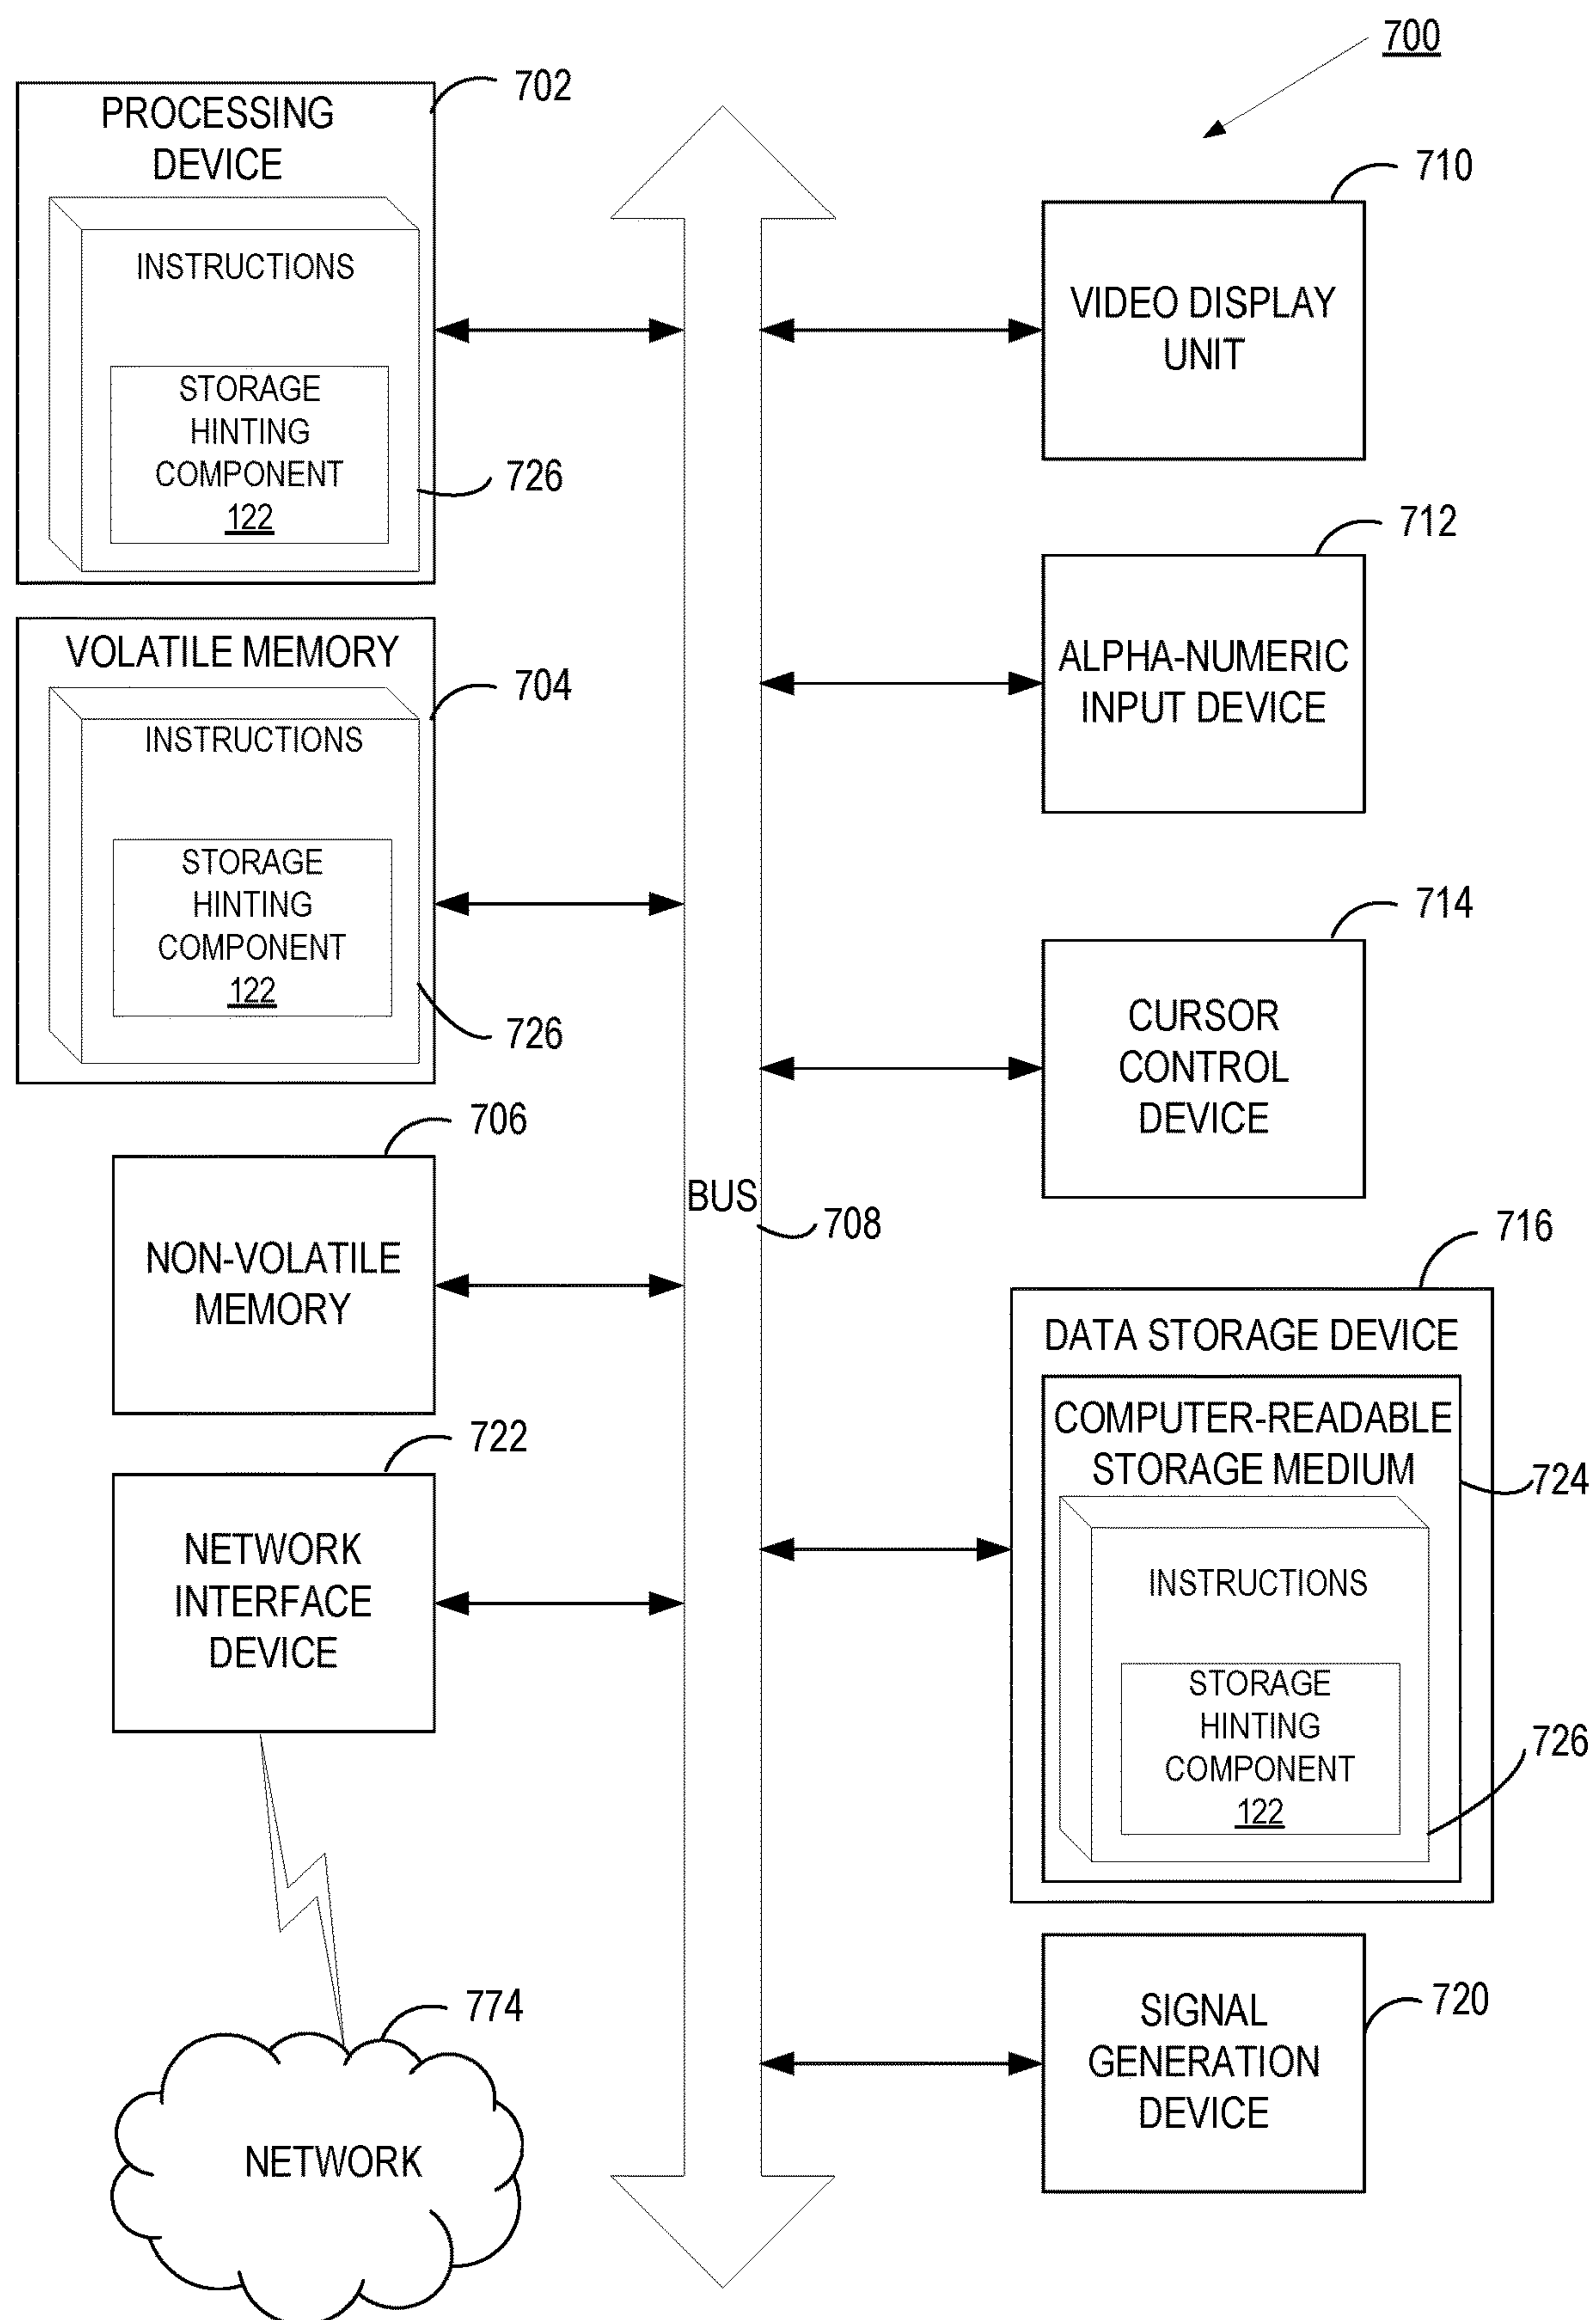 700
702
PROCESSING
DEVICE
INSTRUCTIONS
STORAGE
HINTING
COMPONENT
122
726
VOLATILE MEMORY
704
INSTRUCTIONS
STORAGE
HINTING
COMPONENT
122
726
706
NON-VOLATILE
MEMORY
722
NETWORK
INTERFACE
DEVICE
774
NETWORK
BUS
708
710
VIDEO DISPLAY
UNIT
712
ALPHA-NUMERIC
INPUT DEVICE
714
CURSOR
CONTROL
DEVICE
716
DATA STORAGE DEVICE
COMPUTER-READABLE
STORAGE MEDIUM
724
INSTRUCTIONS
STORAGE
HINTING
COMPONENT
122
726
720
SIGNAL
GENERATION
DEVICE